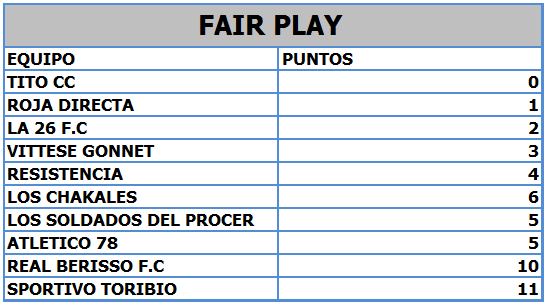 FAIR PLAY
EQUIPO PUNTOS
TITO CC 0
ROJA DIRECTA 1
LA 26 F.C 2
VITTESE GONNET 3
RESISTENCIA 4
LOS CHAKALES 6
LOS SOLDADOS DEL PROCER 5
ATLETICO 78 5
REAL BERISSO F.C 10
SPORTIVO TORIBIO 11